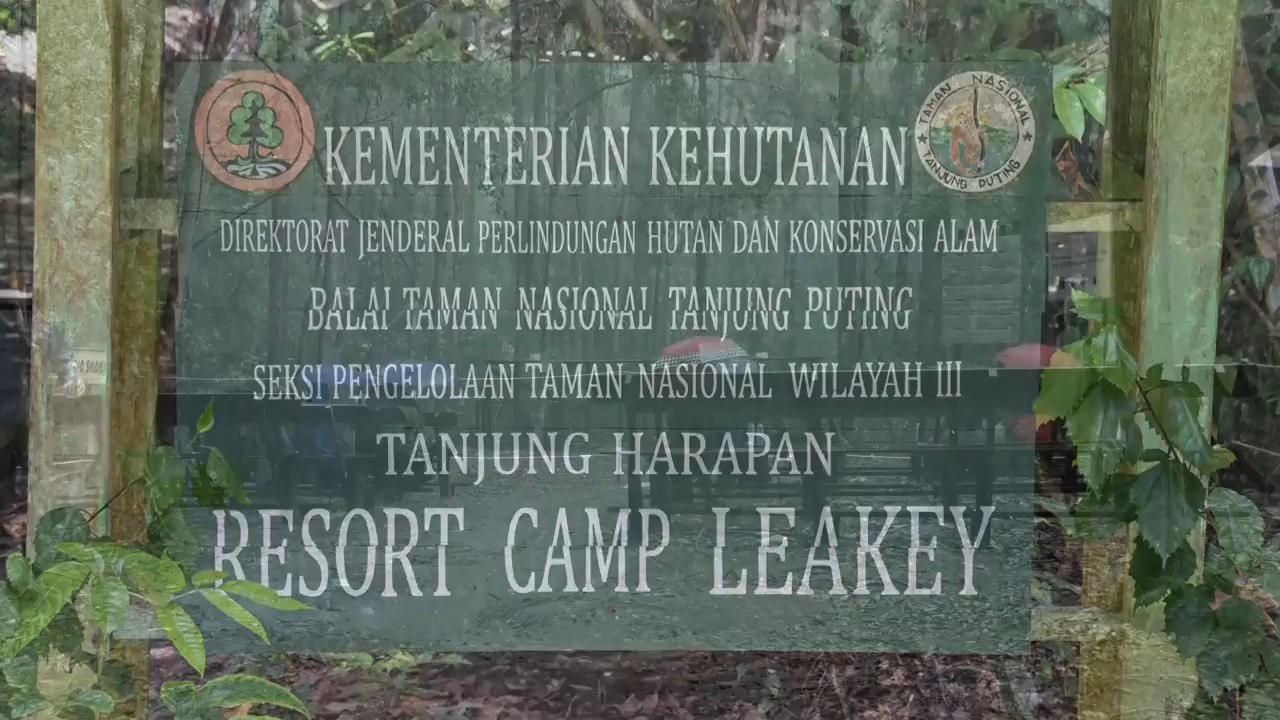 KEMENTERIAN KEHUTANAN
TAMAN NASIONAL
TANJUNG PUTING
DIREKTORAT JENDERAL PERLINDUNGAN HUTAN DAN KONSERVASI ALAM
BALAI TAMAN NASIONAL TANJUNG PUTING
SEKSI PENGELOLAAN TAMAN NASIONAL WILAYAH III
TANJUNG HARAPAN
RESORT CAMP LEAKEY